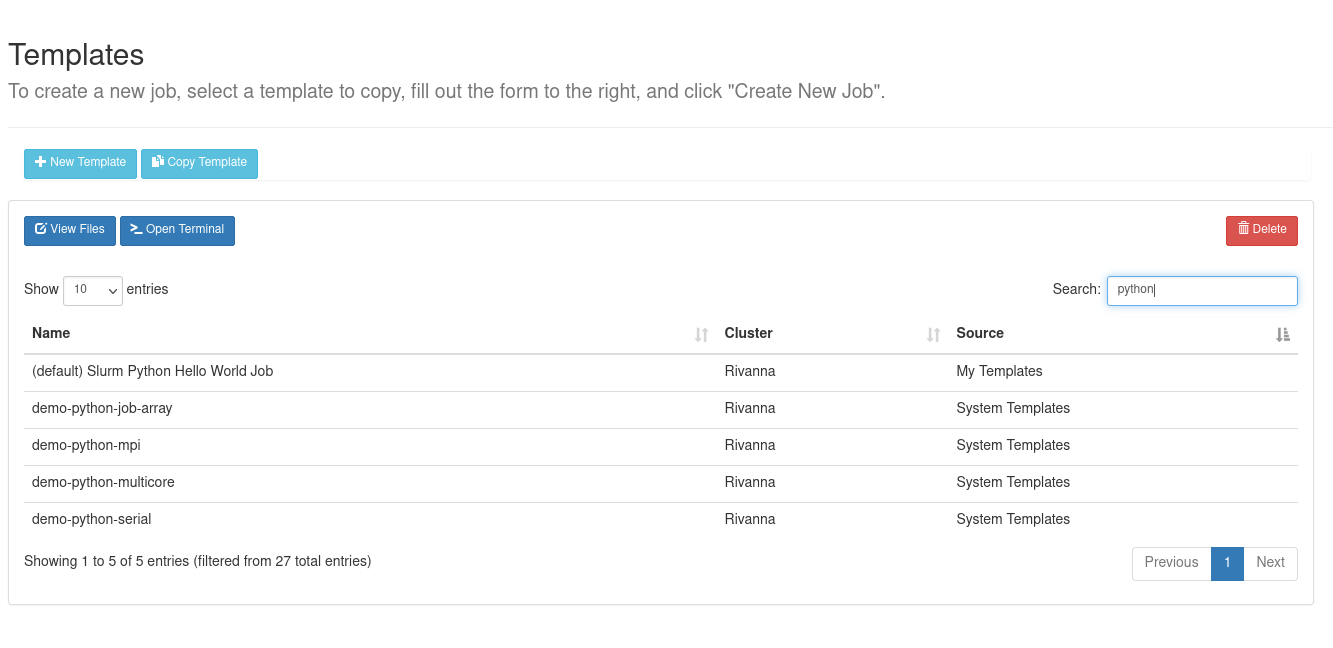 Templates
To create a new job, select a template to copy, fill out the form to the right, and click "Create New Job".
New Template Copy Template
View Files Open Terminal Delete
Show 10 entries Search: python
Name Cluster Source
(default) Slurm Python Hello World Job Rivanna My Templates
demo-python-job-array Rivanna System Templates
demo-python-mpi Rivanna System Templates
demo-python-multicore Rivanna System Templates
demo-python-serial Rivanna System Templates
Showing 1 to 5 of 5 entries (filtered from 27 total entries) Previous 1 Next